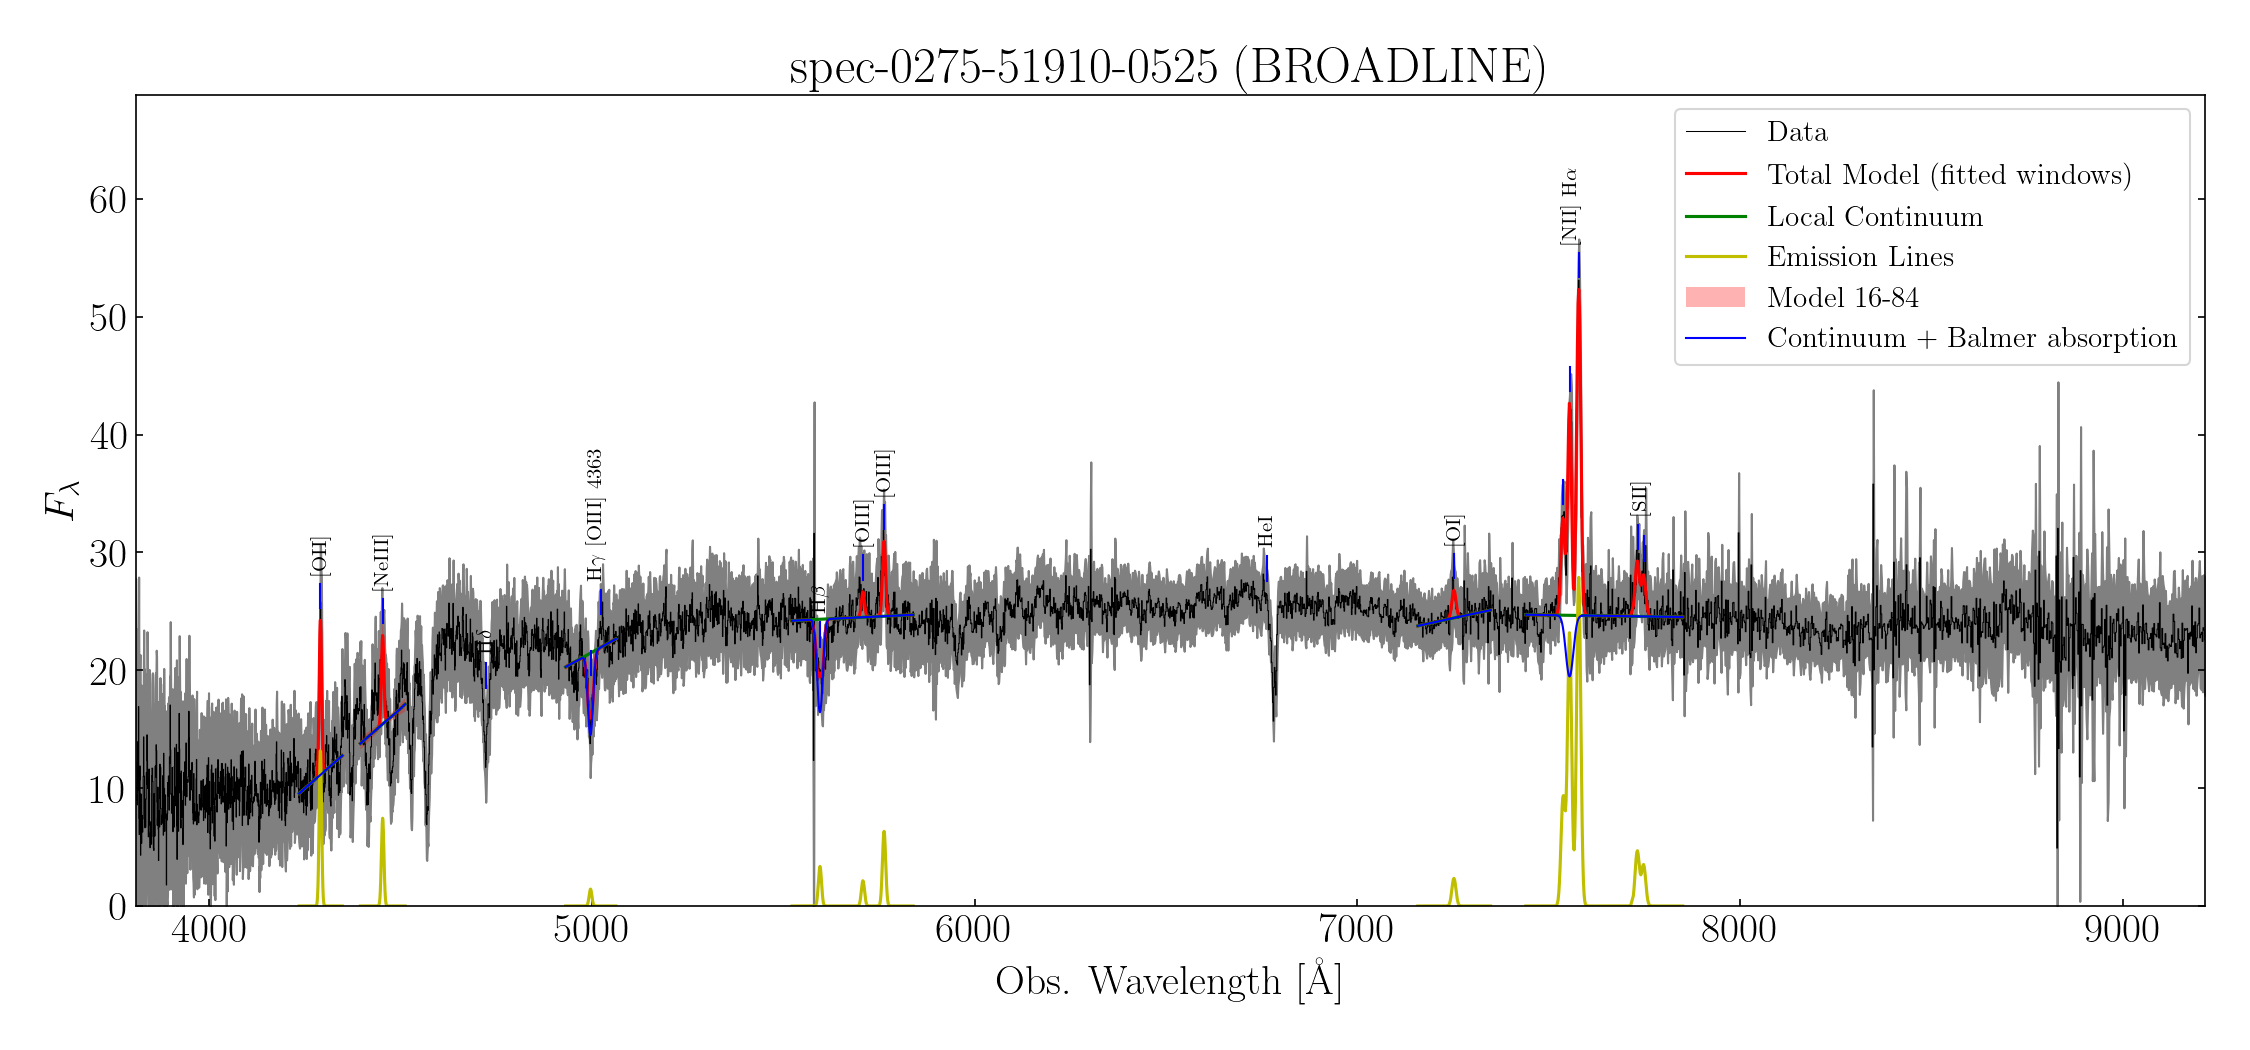 spec-0275-51910-0525 (BROADLINE)
Data
Total Model (fitted windows)
Local Continuum
Emission Lines
Model 16-84
Continuum + Balmer absorption
[OII]
[NeIII]
Hδ
Hγ [OIII] 4363
Hβ
[OIII]
[OIII]
HeI
[OI]
[NII] Hα
[SII]
Fλ
60
50
40
30
20
10
0
4000 5000 6000 7000 8000 9000
Obs. Wavelength [Å]